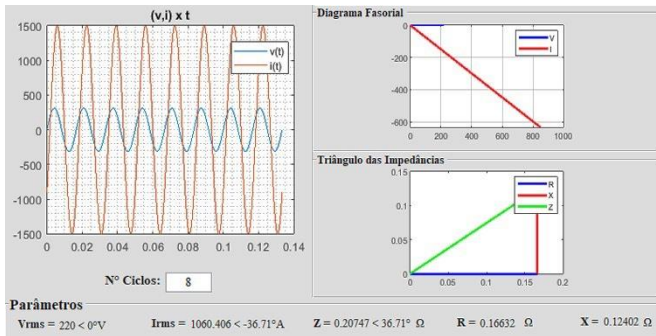 (v,i) x t
1500
1000
500
0
-500
-1000
-1500
0 0.02 0.04 0.06 0.08 0.1 0.12 0.14
v(t)
i(t)
N° Ciclos: 8
Diagrama Fasorial
0
-200
-400
-600
0 200 400 600 800 1000
V
I
Triângulo das Impedâncias
0.15
0.1
0.05
0
0 0.05 0.1 0.15 0.2
R
X
Z
Parâmetros
Vrms = 220 < 0°V Irms = 1060.406 < -36.71°A Z = 0.20747 < 36.71° Ω R = 0.16632 Ω X = 0.12402 Ω